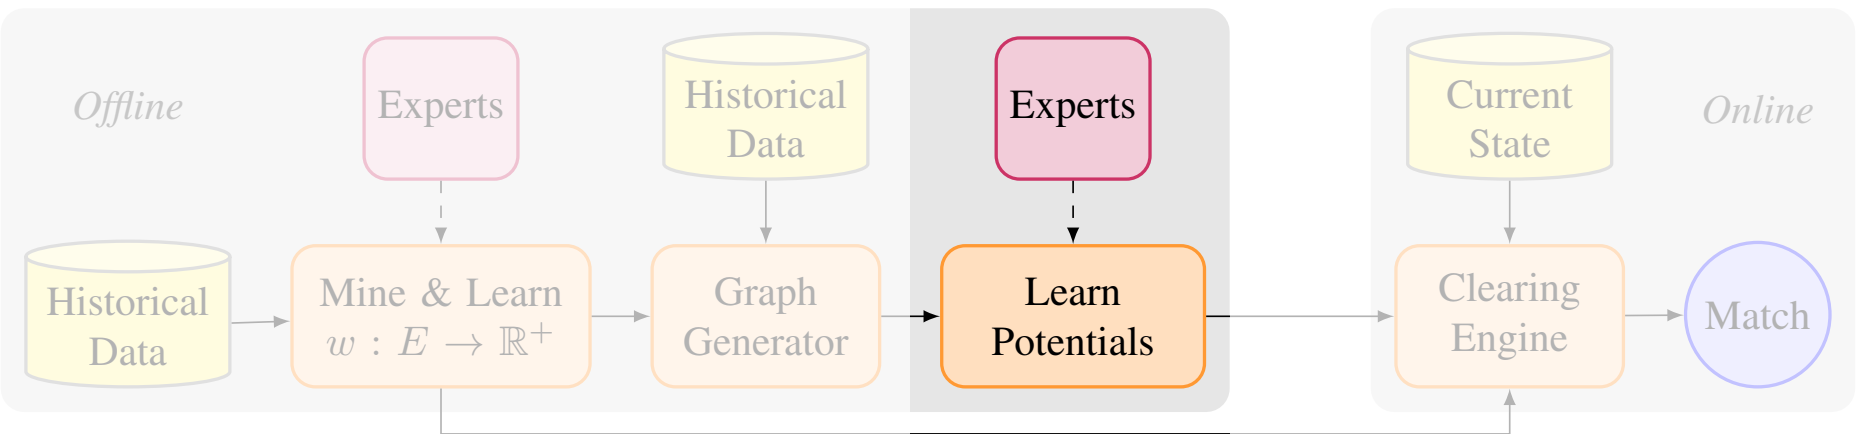 Offline
Experts
Historical
Data
Experts
Current
State
Online
Historical
Data
Mine & Learn
w : E → ℝ⁺
Graph
Generator
Learn
Potentials
Clearing
Engine
Match